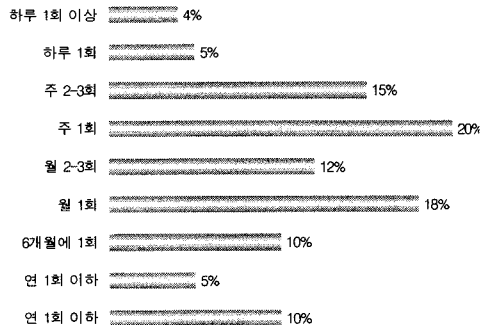 하루 1회 이상 4%
하루 1회 5%
주 2-3회 15%
주 1회 20%
월 2-3회 12%
월 1회 18%
6개월에 1회 10%
연 1회 이하 5%
연 1회 이하 10%